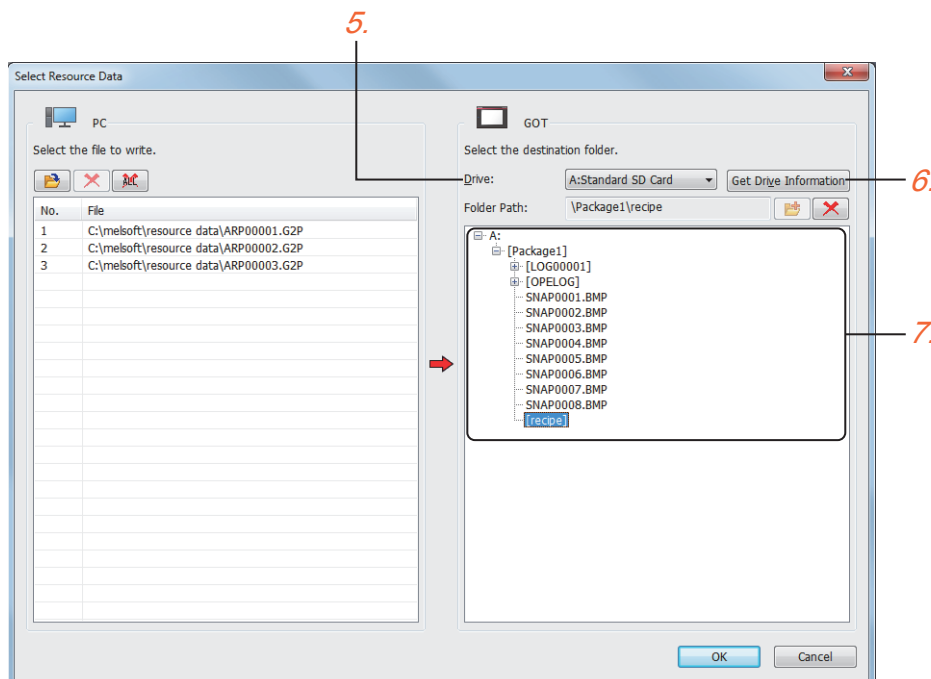 5.
Select Resource Data
PC
Select the file to write.
ALL
No. File
1 C:\melsoft\resource data\ARP00001.G2P
2 C:\melsoft\resource data\ARP00002.G2P
3 C:\melsoft\resource data\ARP00003.G2P
GOT
Select the destination folder.
Drive: A:Standard SD Card Get Drive Information
6.
Folder Path: \Package1\recipe
A:
[Package1]
[LOG00001]
[OPELOG]
SNAP0001.BMP
SNAP0002.BMP
SNAP0003.BMP
SNAP0004.BMP
SNAP0005.BMP
SNAP0006.BMP
SNAP0007.BMP
SNAP0008.BMP
[recipe]
7.
OK Cancel